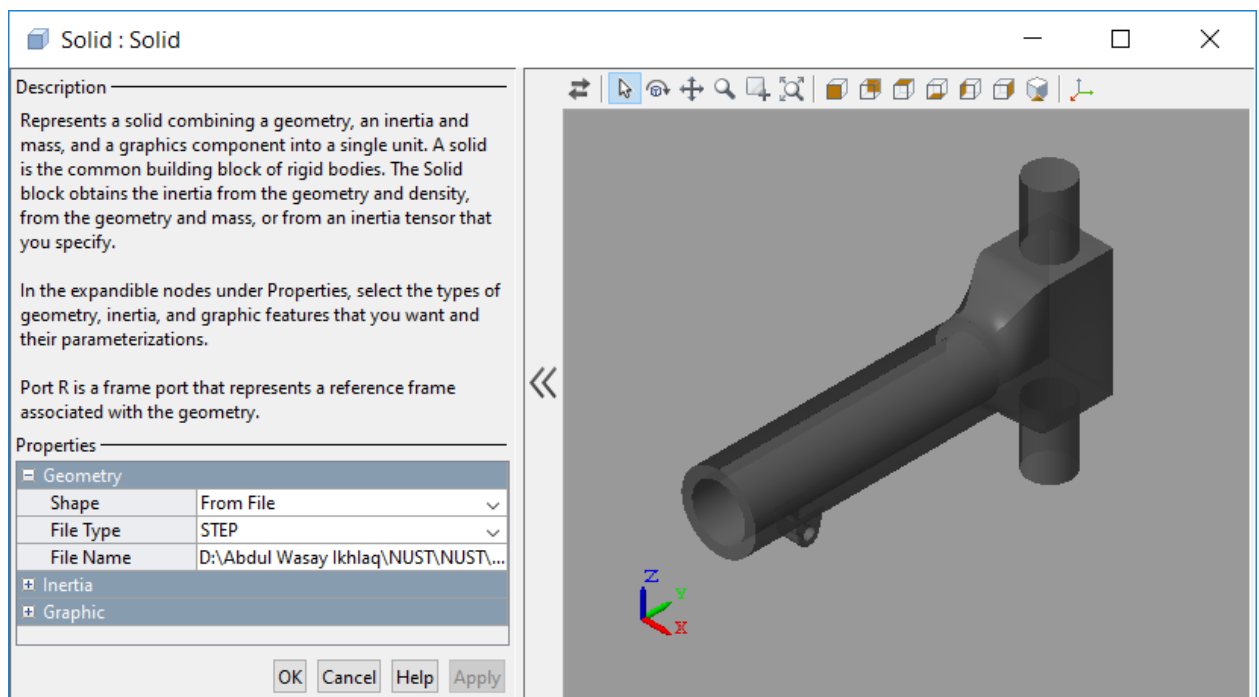 Solid : Solid
Description
Represents a solid combining a geometry, an inertia and
mass, and a graphics component into a single unit. A solid
is the common building block of rigid bodies. The Solid
block obtains the inertia from the geometry and density,
from the geometry and mass, or from an inertia tensor that
you specify.
In the expandible nodes under Properties, select the types of
geometry, inertia, and graphic features that you want and
their parameterizations.
Port R is a frame port that represents a reference frame
associated with the geometry.
Properties
Geometry
Shape From File
File Type STEP
File Name D:\Abdul Wasay Ikhlaq\NUST\NUST\...
Inertia
Graphic
OK Cancel Help Apply
Z
Y
X